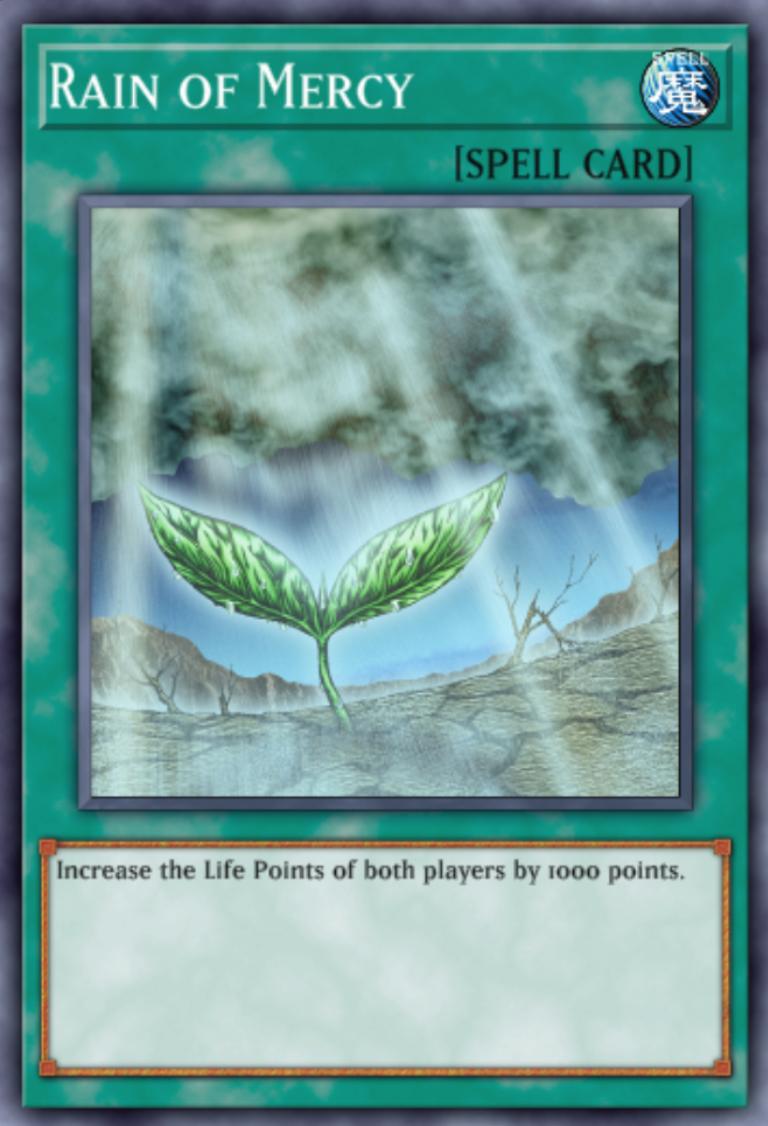 Rain of Mercy
SPELL
魔
[SPELL CARD]
Increase the Life Points of both players by 1000 points.